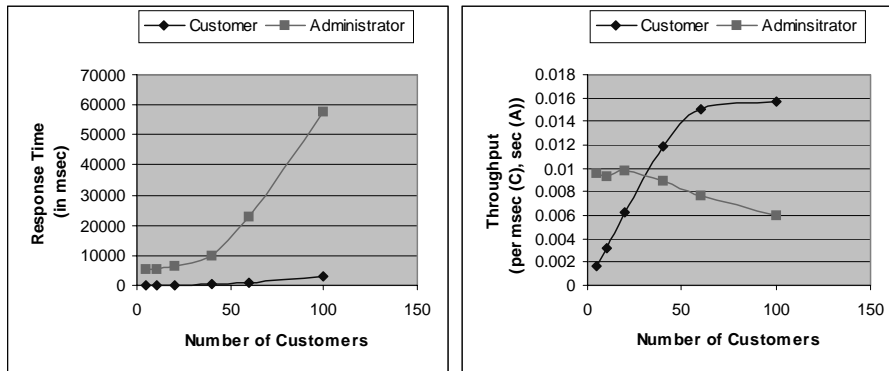 Customer Administrator
70000
60000
50000
40000
30000
20000
10000
0
Response Time
(in msec)
0 50 100 150
Number of Customers
Customer Adminsitrator
0.018
0.016
0.014
0.012
0.01
0.008
0.006
0.004
0.002
0
Throughput
(per msec (C), sec (A))
0 50 100 150
Number of Customers